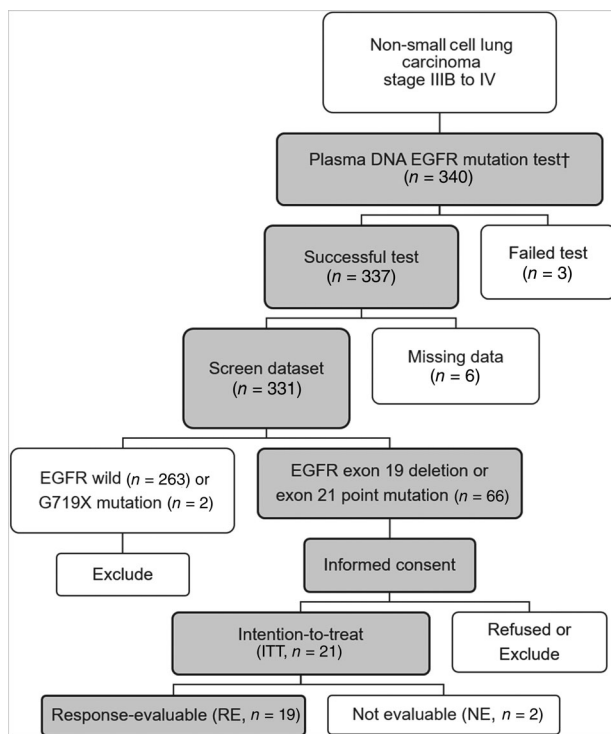 Non-small cell lung
carcinoma
stage IIIB to IV
Plasma DNA EGFR mutation test†
(n = 340)
Successful test
(n = 337)
Failed test
(n = 3)
Screen dataset
(n = 331)
Missing data
(n = 6)
EGFR wild (n = 263) or
G719X mutation (n = 2)
EGFR exon 19 deletion or
exon 21 point mutation (n = 66)
Exclude
Informed consent
Intention-to-treat
(ITT, n = 21)
Refused or
Exclude
Response-evaluable (RE, n = 19)
Not evaluable (NE, n = 2)